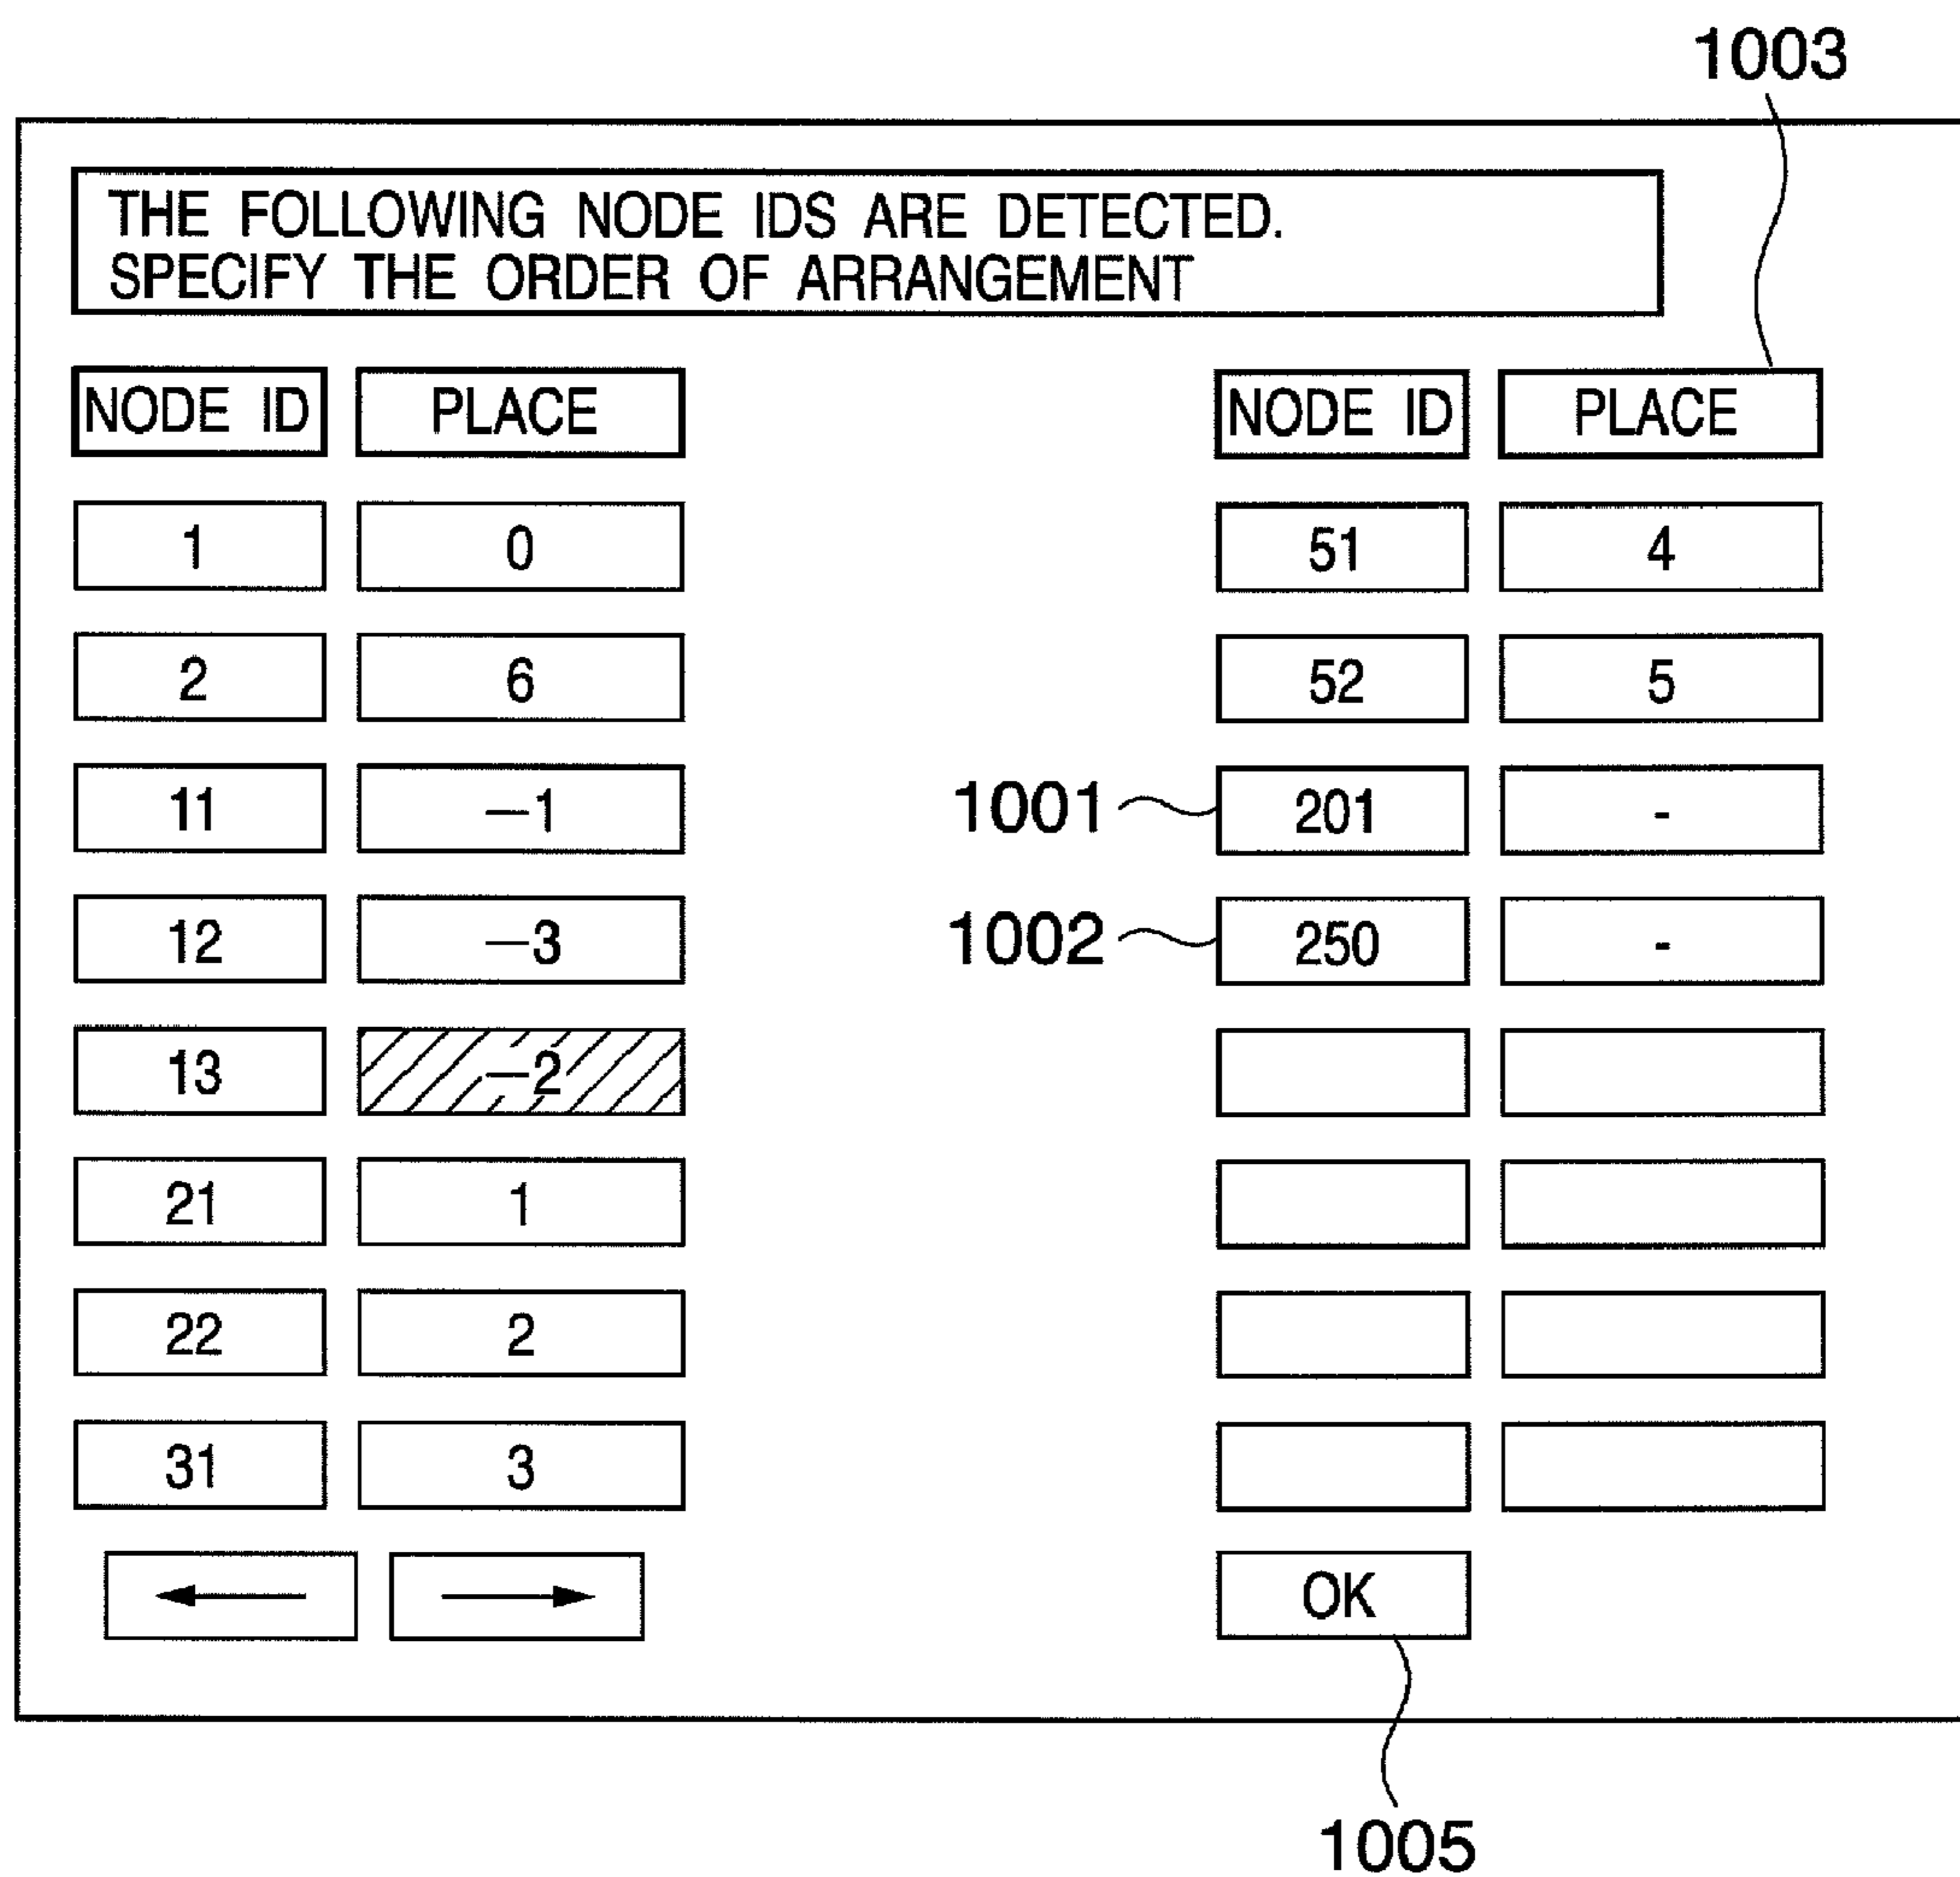 1003
THE FOLLOWING NODE IDS ARE DETECTED.
SPECIFY THE ORDER OF ARRANGEMENT
NODE ID PLACE NODE ID PLACE
1 0 51 4
2 6 52 5
11 —1 1001 201 -
12 —3 1002 250 -
13 —2
21 1
22 2
31 3
OK
1005